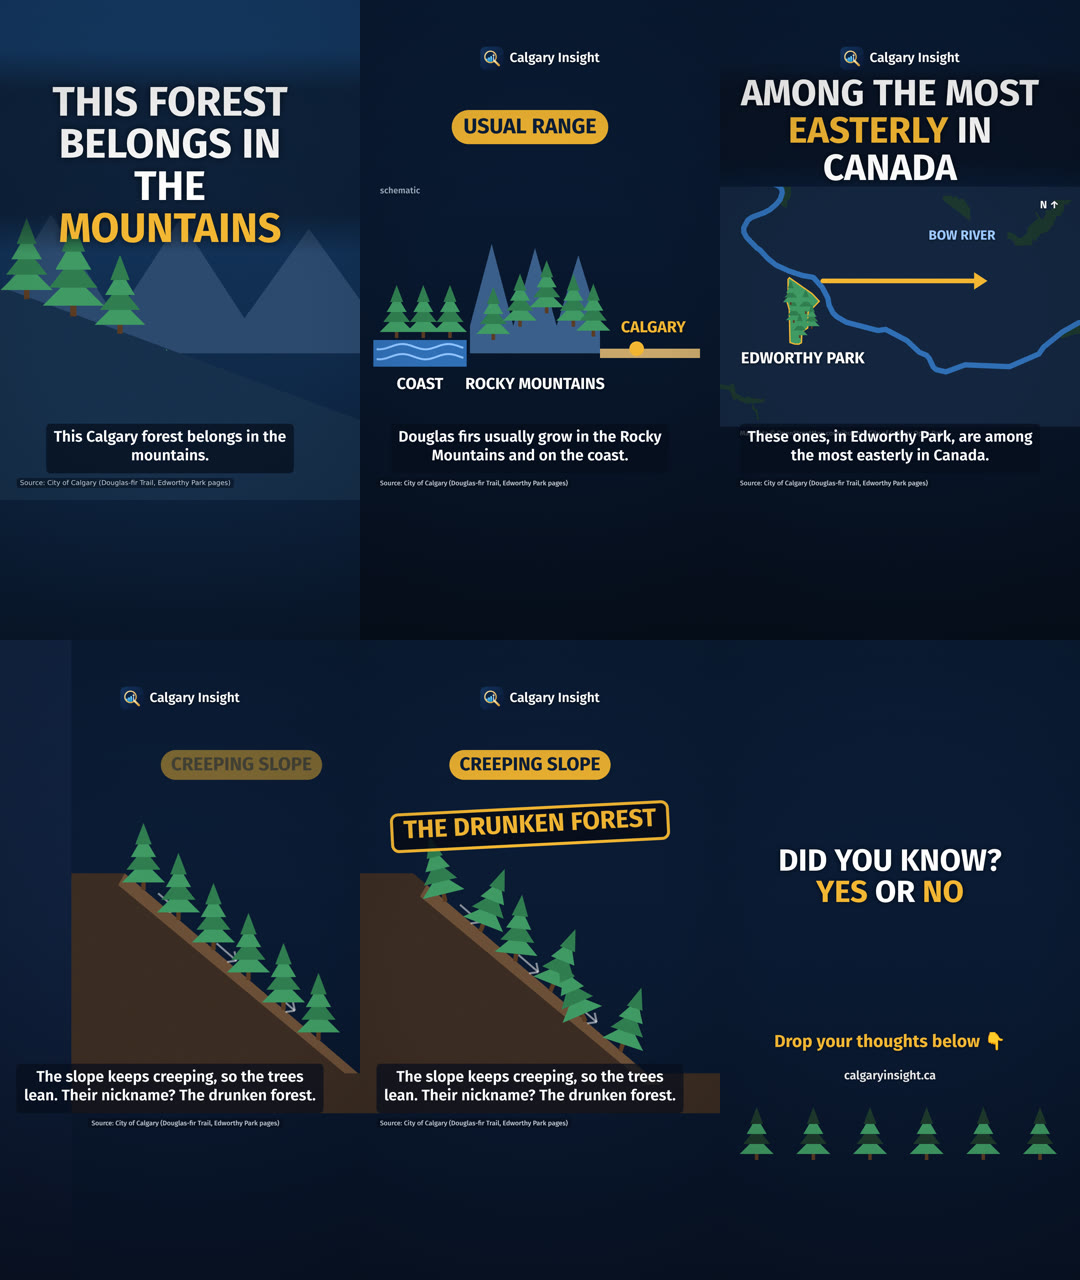 THIS FOREST
BELONGS IN
THE
MOUNTAINS
This Calgary forest belongs in the
mountains.
Source: City of Calgary (Douglas-fir Trail, Edworthy Park pages)
Calgary Insight
USUAL RANGE
schematic
CALGARY
COAST
ROCKY MOUNTAINS
Douglas firs usually grow in the Rocky
Mountains and on the coast.
Source: City of Calgary (Douglas-fir Trail, Edworthy Park pages)
Calgary Insight
AMONG THE MOST
EASTERLY IN
CANADA
N ↑
BOW RIVER
EDWORTHY PARK
These ones, in Edworthy Park, are among
the most easterly in Canada.
Source: City of Calgary (Douglas-fir Trail, Edworthy Park pages)
Calgary Insight
CREEPING SLOPE
The slope keeps creeping, so the trees
lean. Their nickname? The drunken forest.
Source: City of Calgary (Douglas-fir Trail, Edworthy Park pages)
Calgary Insight
CREEPING SLOPE
THE DRUNKEN FOREST
The slope keeps creeping, so the trees
lean. Their nickname? The drunken forest.
Source: City of Calgary (Douglas-fir Trail, Edworthy Park pages)
DID YOU KNOW?
YES OR NO
Drop your thoughts below 👇
calgaryinsight.ca